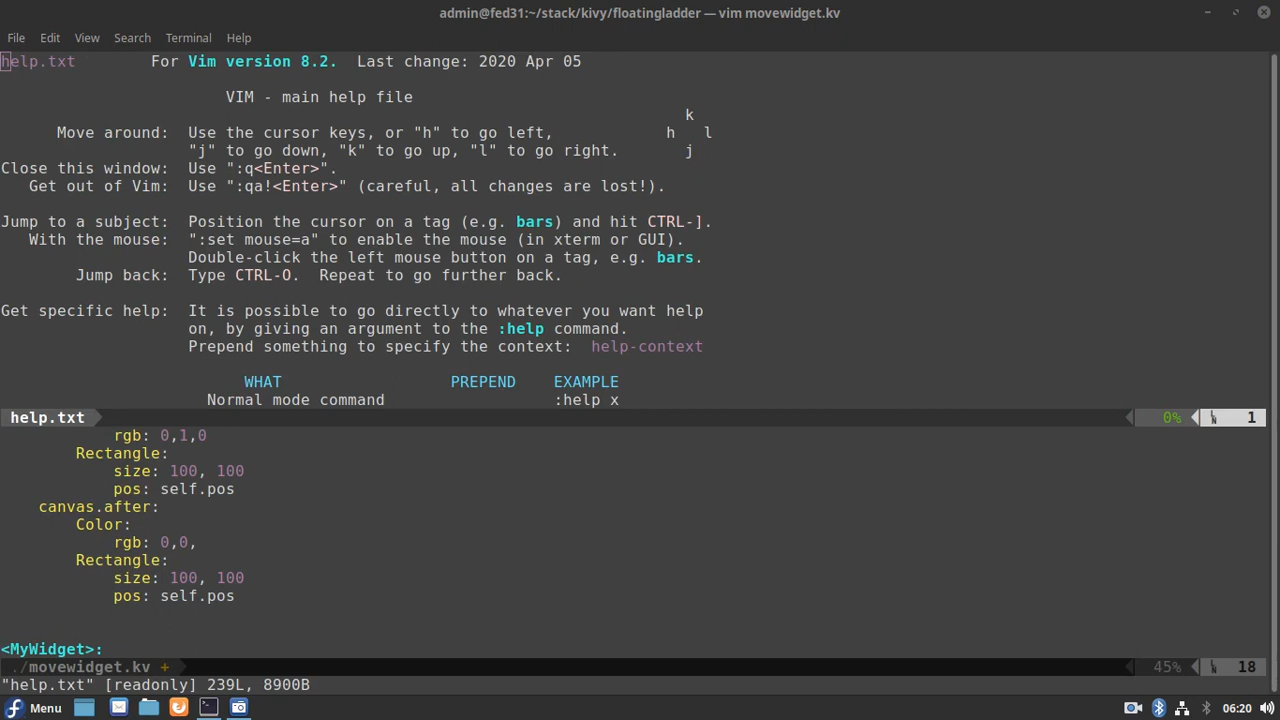 admin@fed31:~/stack/kivy/floatingladder — vim movewidget.kv
File Edit View Search Terminal Help
help.txt For Vim version 8.2. Last change: 2020 Apr 05
VIM - main help file
k
Move around: Use the cursor keys, or "h" to go left, h l
"j" to go down, "k" to go up, "l" to go right. j
Close this window: Use ":q<Enter>".
Get out of Vim: Use ":qa!<Enter>" (careful, all changes are lost!).
Jump to a subject: Position the cursor on a tag (e.g. bars) and hit CTRL-].
With the mouse: ":set mouse=a" to enable the mouse (in xterm or GUI).
Double-click the left mouse button on a tag, e.g. bars.
Jump back: Type CTRL-O. Repeat to go further back.
Get specific help: It is possible to go directly to whatever you want help
on, by giving an argument to the :help command.
Prepend something to specify the context: help-context
WHAT PREPEND EXAMPLE
Normal mode command :help x
help.txt 0% 1
rgb: 0,1,0
Rectangle:
size: 100, 100
pos: self.pos
canvas.after:
Color:
rgb: 0,0,
Rectangle:
size: 100, 100
pos: self.pos
<MyWidget>:
./movewidget.kv + 45% 18
"help.txt" [readonly] 239L, 8900B
Menu 06:20